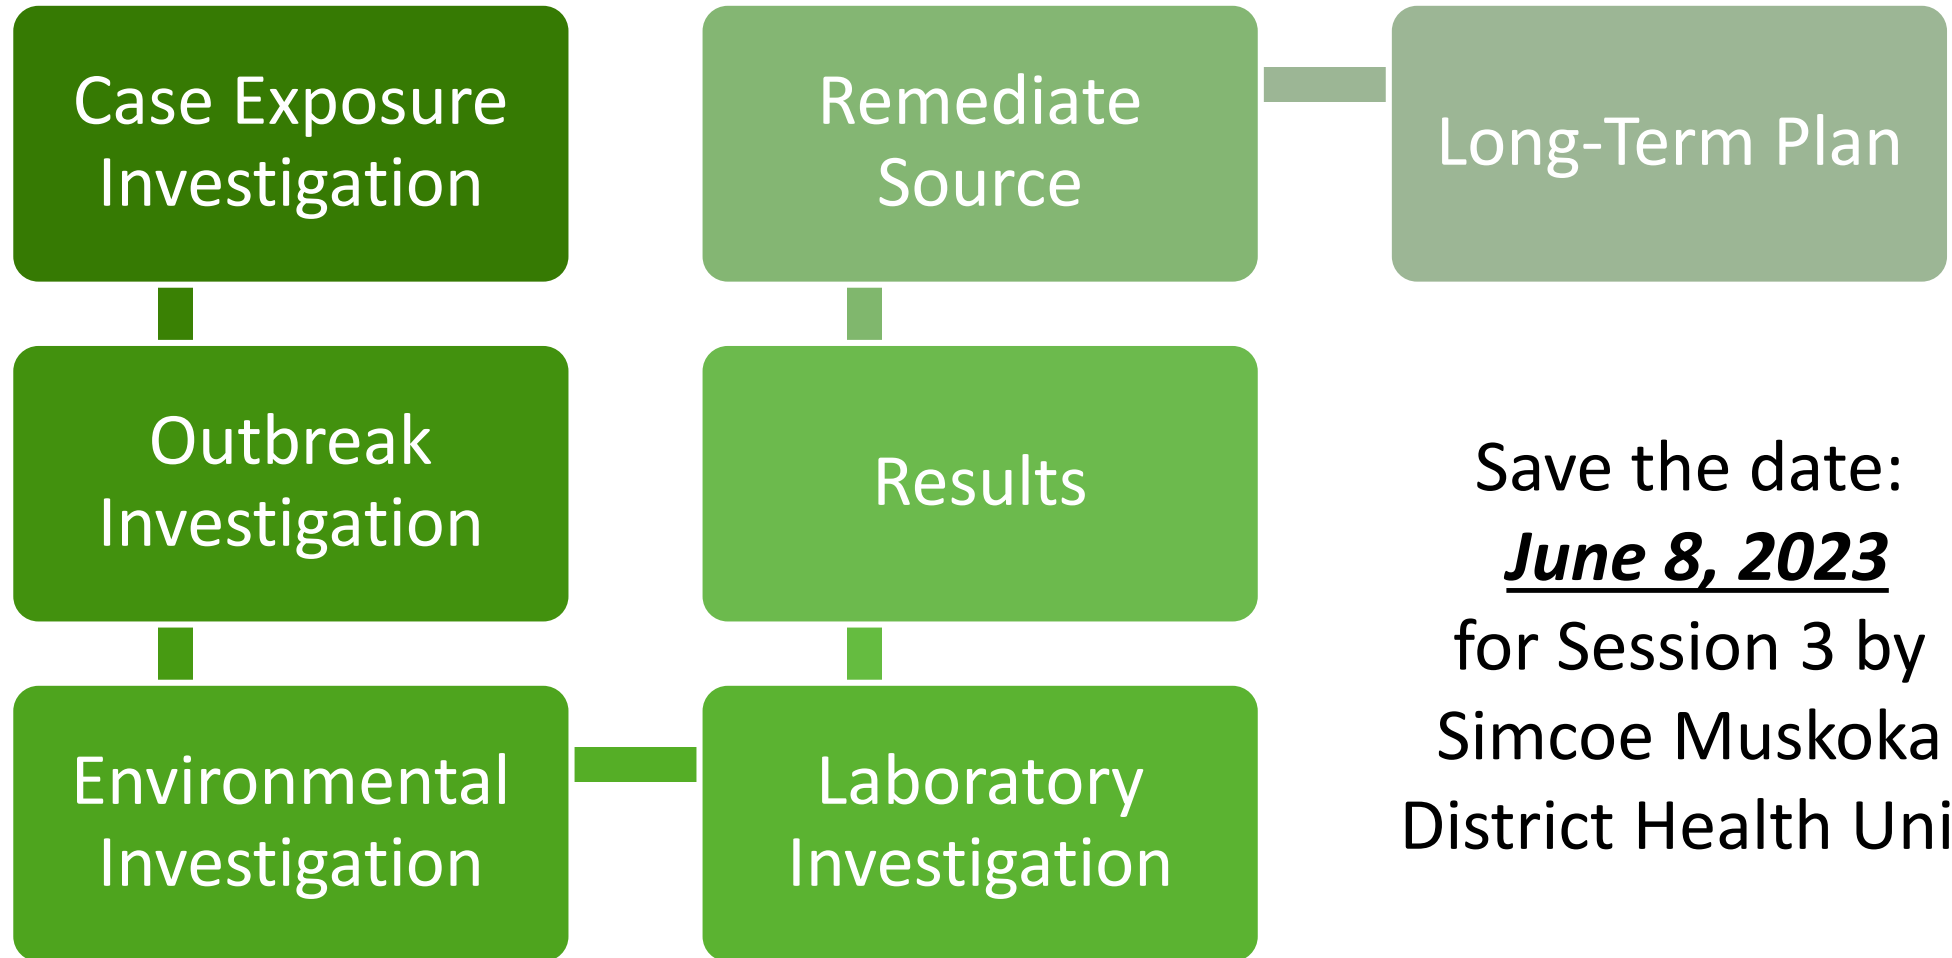 Case Exposure
Investigation
Outbreak
Investigation
Environmental
Investigation
Laboratory
Investigation
Results
Remediate
Source
Long-Term Plan
Save the date:
June 8, 2023
for Session 3 by
Simcoe Muskoka
District Health Uni